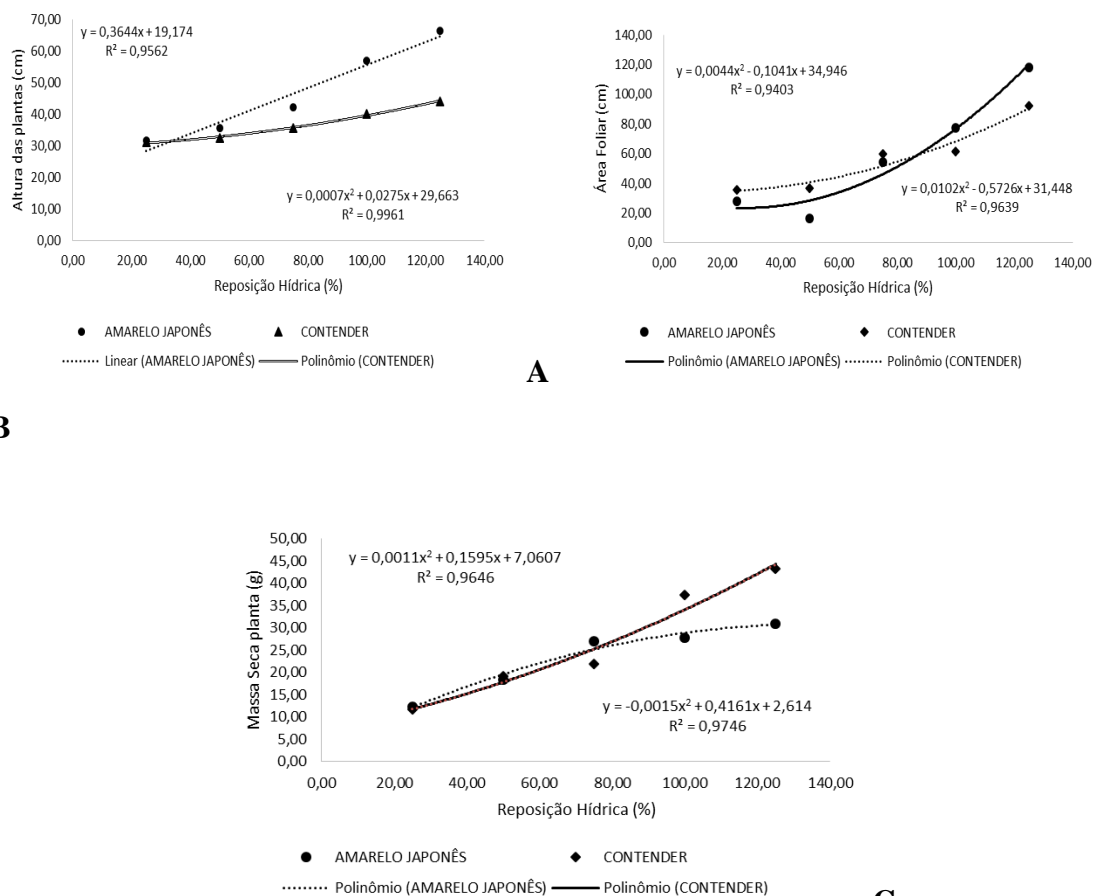 70,00
60,00
50,00
40,00
30,00
20,00
10,00
0,00
Altura das plantas (cm)
y = 0,3644x + 19,174
R² = 0,9562
y = 0,0007x² + 0,0275x + 29,663
R² = 0,9961
0,00 20,00 40,00 60,00 80,00 100,00 120,00 140,00
Reposição Hídrica (%)
AMARELO JAPONÊS CONTENDER
Linear (AMARELO JAPONÊS) Polinômio (CONTENDER)
140,00
120,00
100,00
80,00
60,00
40,00
20,00
0,00
Área Foliar (cm)
y = 0,0044x² - 0,1041x + 34,946
R² = 0,9403
y = 0,0102x² - 0,5726x + 31,448
R² = 0,9639
0,00 20,00 40,00 60,00 80,00 100,00 120,00 140,00
Reposição Hídrica (%)
AMARELO JAPONÊS CONTENDER
Polinômio (AMARELO JAPONÊS) Polinômio (CONTENDER)
A
B
50,00
45,00
40,00
35,00
30,00
25,00
20,00
15,00
10,00
5,00
0,00
Massa Seca planta (g)
y = 0,0011x² + 0,1595x + 7,0607
R² = 0,9646
y = -0,0015x² + 0,4161x + 2,614
R² = 0,9746
0,00 20,00 40,00 60,00 80,00 100,00 120,00 140,00
Reposição Hídrica (%)
AMARELO JAPONÊS CONTENDER
Polinômio (AMARELO JAPONÊS) Polinômio (CONTENDER)
C